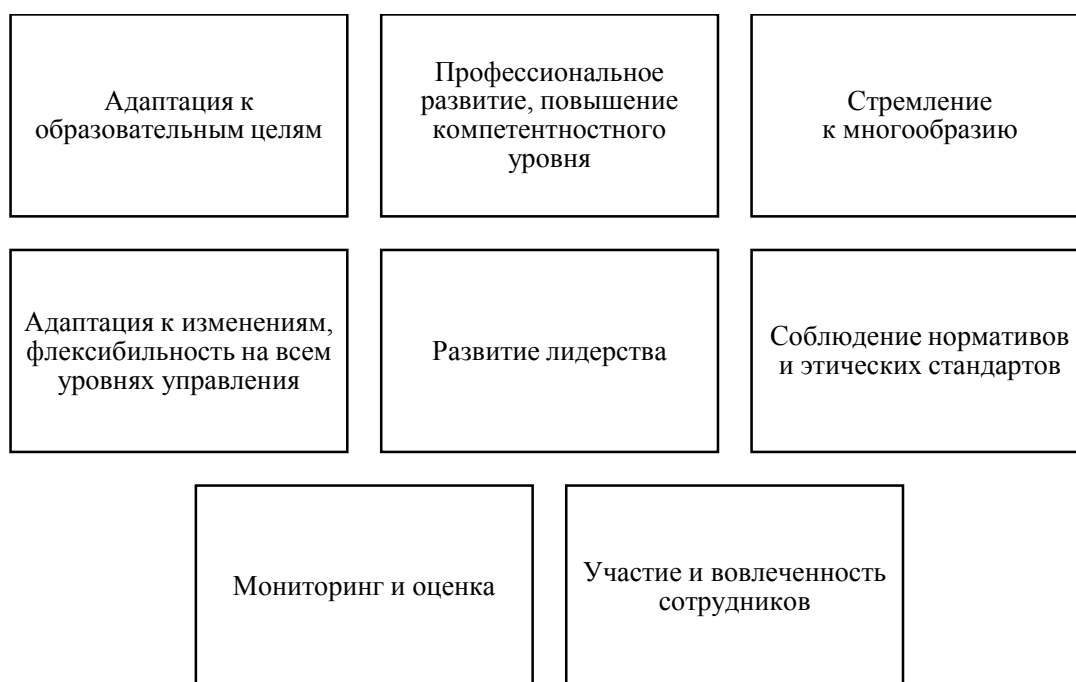 Адаптация к
образовательным целям
Профессиональное
развитие, повышение
компетентностного
уровня
Стремление
к многообразию
Адаптация к изменениям,
флексибильность на всем
уровнях управления
Развитие лидерства
Соблюдение нормативов
и этических стандартов
Мониторинг и оценка
Участие и вовлеченность
сотрудников